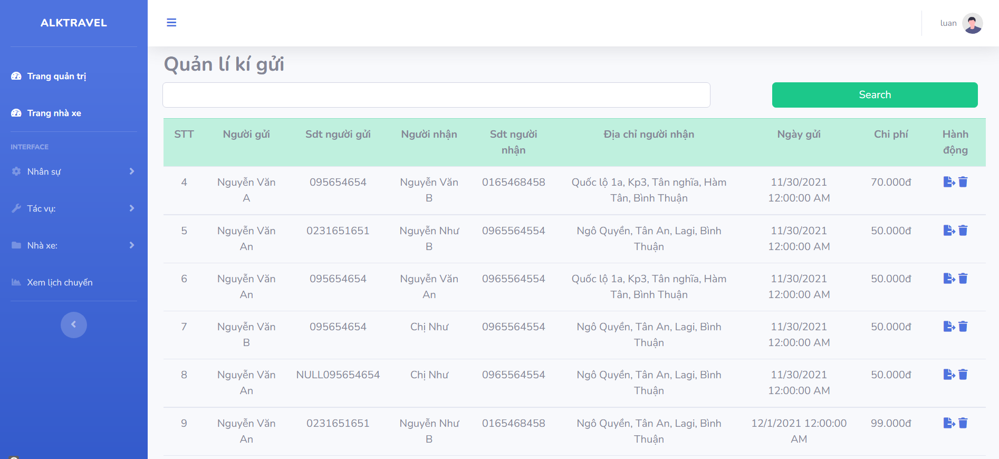 ALKTRAVEL
luan
Trang quản trị
Trang nhà xe
INTERFACE
Nhân sự
Tác vụ:
Nhà xe:
Xem lịch chuyến
Quản lí kí gửi
Search
STT Người gửi Sdt người gửi Người nhận Sdt người nhận Địa chỉ người nhận Ngày gửi Chi phí Hành động
4 Nguyễn Văn A 095654654 Nguyễn Văn B 0165468458 Quốc lộ 1a, Kp3, Tân nghĩa, Hàm Tân, Bình Thuận 11/30/2021 12:00:00 AM 70.000đ
5 Nguyễn Văn An 0231651651 Nguyễn Như B 0965564554 Ngô Quyền, Tân An, Lagi, Bình Thuận 11/30/2021 12:00:00 AM 50.000đ
6 Nguyễn Văn An 095654654 Nguyễn Văn An 0965564554 Quốc lộ 1a, Kp3, Tân nghĩa, Hàm Tân, Bình Thuận 11/30/2021 12:00:00 AM 50.000đ
7 Nguyễn Văn B 095654654 Chị Như 0965564554 Ngô Quyền, Tân An, Lagi, Bình Thuận 11/30/2021 12:00:00 AM 50.000đ
8 Nguyễn Văn An NULL095654654 Chị Như 0965564554 Ngô Quyền, Tân An, Lagi, Bình Thuận 11/30/2021 12:00:00 AM 50.000đ
9 Nguyễn Văn An 0231651651 Nguyễn Như B 0165468458 Ngô Quyền, Tân An, Lagi, Bình Thuận 12/1/2021 12:00:00 AM 99.000đ